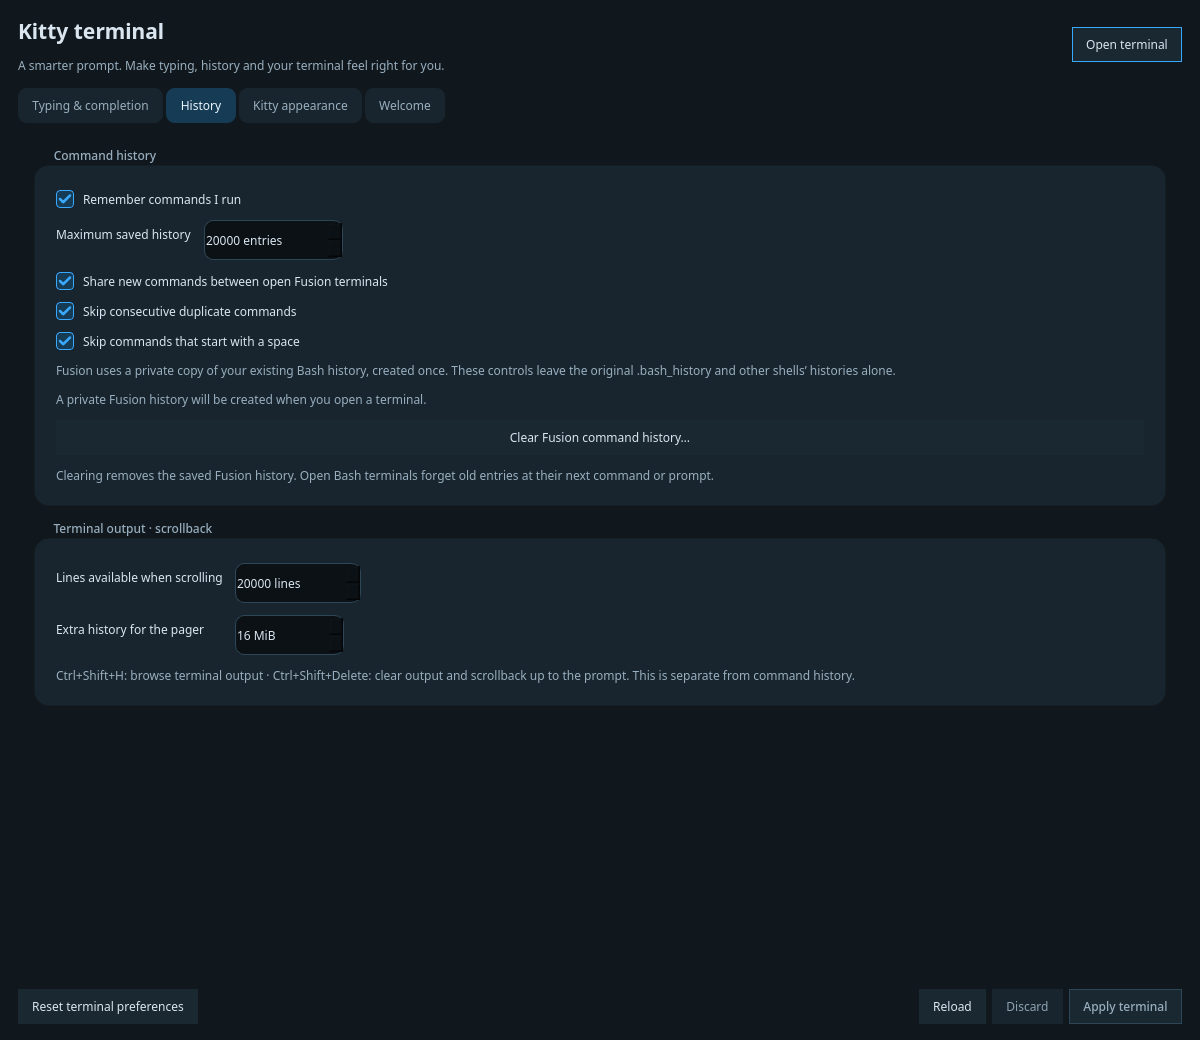 Kitty terminal
A smarter prompt. Make typing, history and your terminal feel right for you.
Open terminal
Typing & completion
History
Kitty appearance
Welcome
Command history
Remember commands I run
Maximum saved history
20000 entries
Share new commands between open Fusion terminals
Skip consecutive duplicate commands
Skip commands that start with a space
Fusion uses a private copy of your existing Bash history, created once. These controls leave the original .bash_history and other shells’ histories alone.
A private Fusion history will be created when you open a terminal.
Clear Fusion command history...
Clearing removes the saved Fusion history. Open Bash terminals forget old entries at their next command or prompt.
Terminal output · scrollback
Lines available when scrolling
20000 lines
Extra history for the pager
16 MiB
Ctrl+Shift+H: browse terminal output · Ctrl+Shift+Delete: clear output and scrollback up to the prompt. This is separate from command history.
Reset terminal preferences
Reload
Discard
Apply terminal